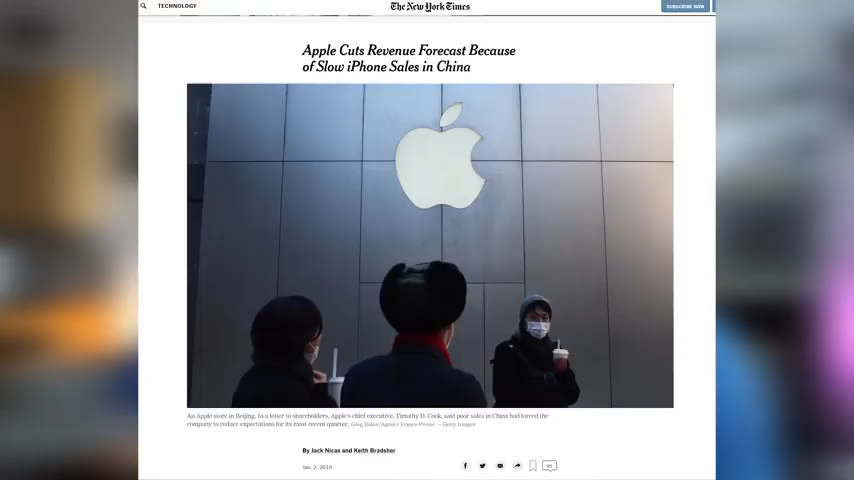 TECHNOLOGY
The New York Times
SUBSCRIBE NOW
Apple Cuts Revenue Forecast Because
of Slow iPhone Sales in China
An Apple store in Beijing. In a letter to shareholders, Apple's chief executive, Timothy D. Cook, said poor sales in China had forced the
company to reduce expectations for its most recent quarter. Greg Baker/Agence France-Presse — Getty Images
By Jack Nicas and Keith Bradsher
Jan. 2, 2019